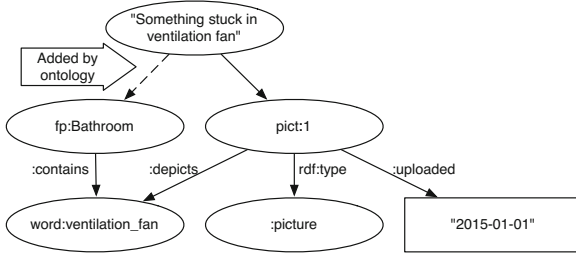 "Something stuck in
ventilation fan"
Added by
ontology
fp:Bathroom
pict:1
:contains
:depicts
rdf:type
:uploaded
word:ventilation_fan
:picture
"2015-01-01"